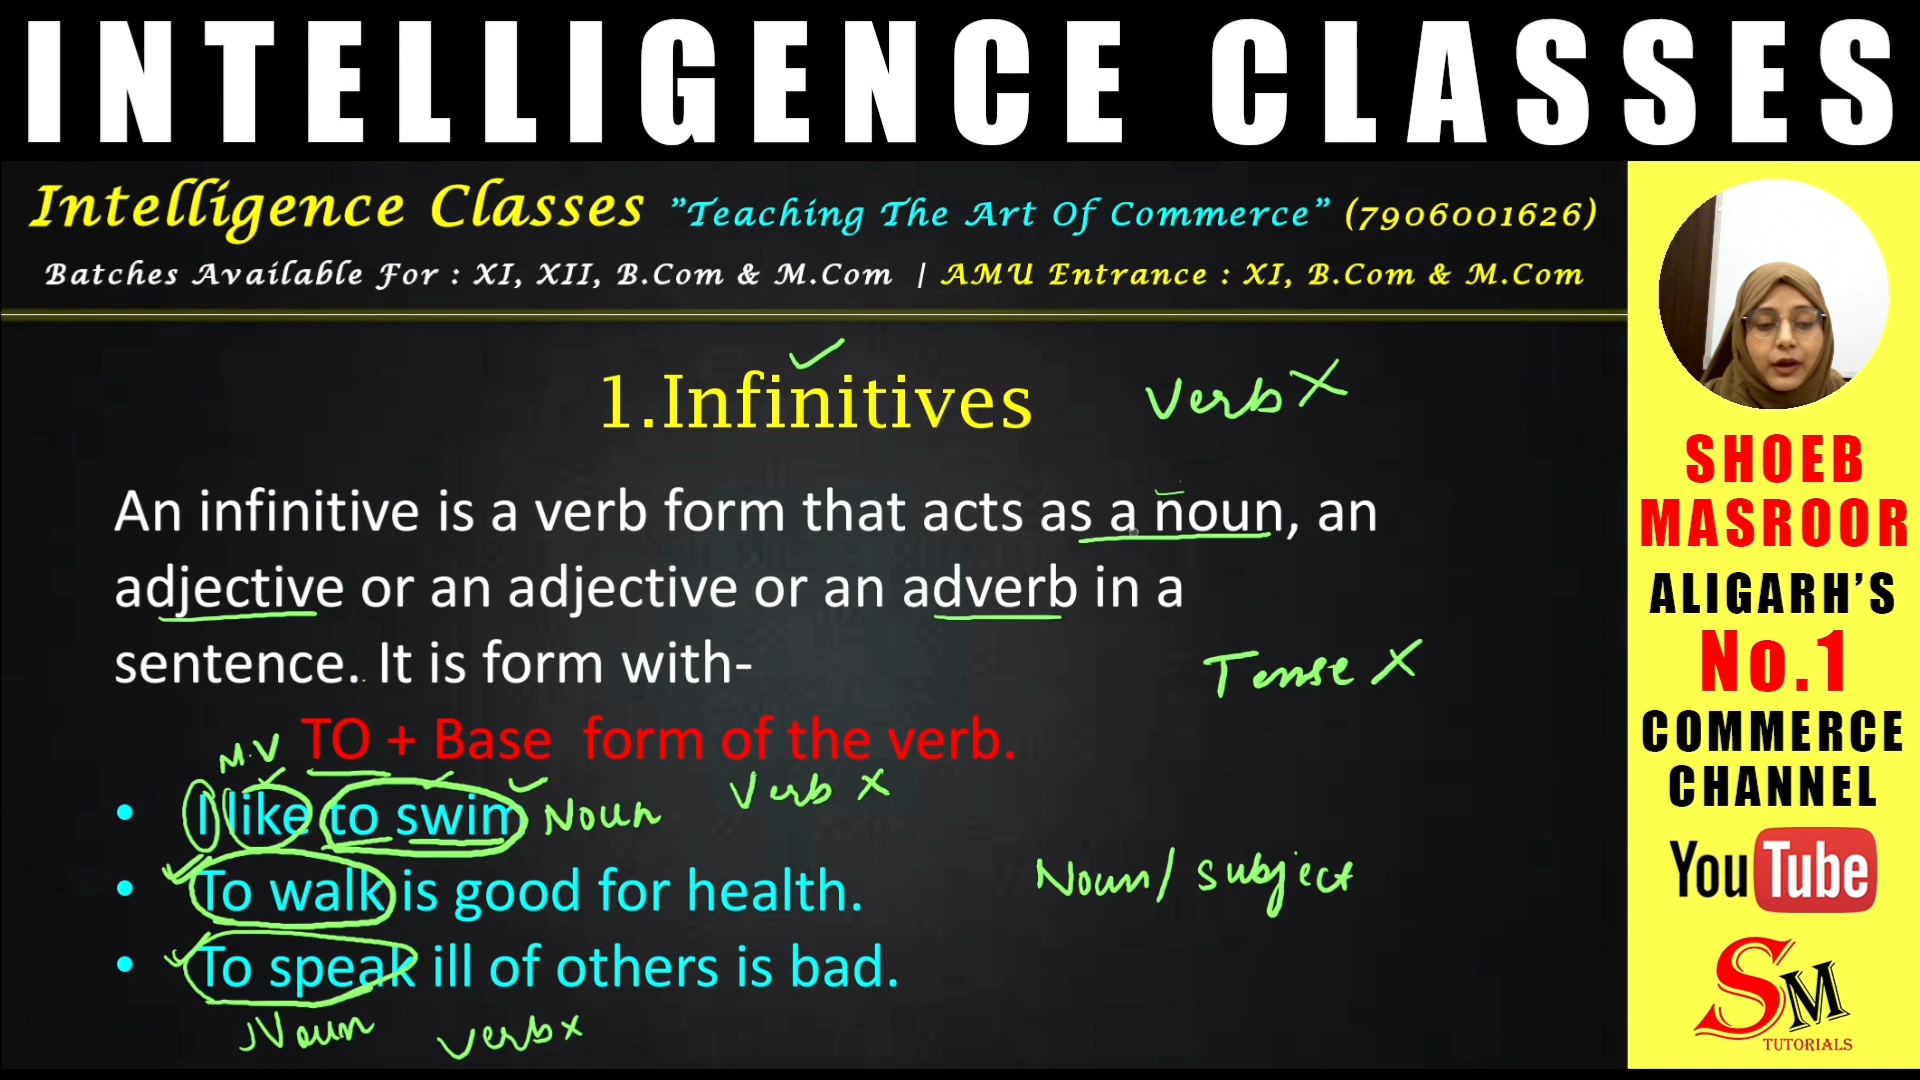 INTELLIGENCE CLASSES
Intelligence Classes "Teaching The Art Of Commerce" (7906001626)
Batches Available For : XI, XII, B.Com & M.Com | AMU Entrance : XI, B.Com & M.Com
1.Infinitives
Verb X
An infinitive is a verb form that acts as a noun, an
adjective or an adjective or an adverb in a
sentence. It is form with-
Tense X
TO + Base form of the verb.
M.V
• I like to swim Noun
Verb X
• To walk is good for health.
Noun/ subject
• To speak ill of others is bad.
Noun verb x
SHOEB
MASROOR
ALIGARH'S
No.1
COMMERCE
CHANNEL
YouTube
SM
TUTORIALS